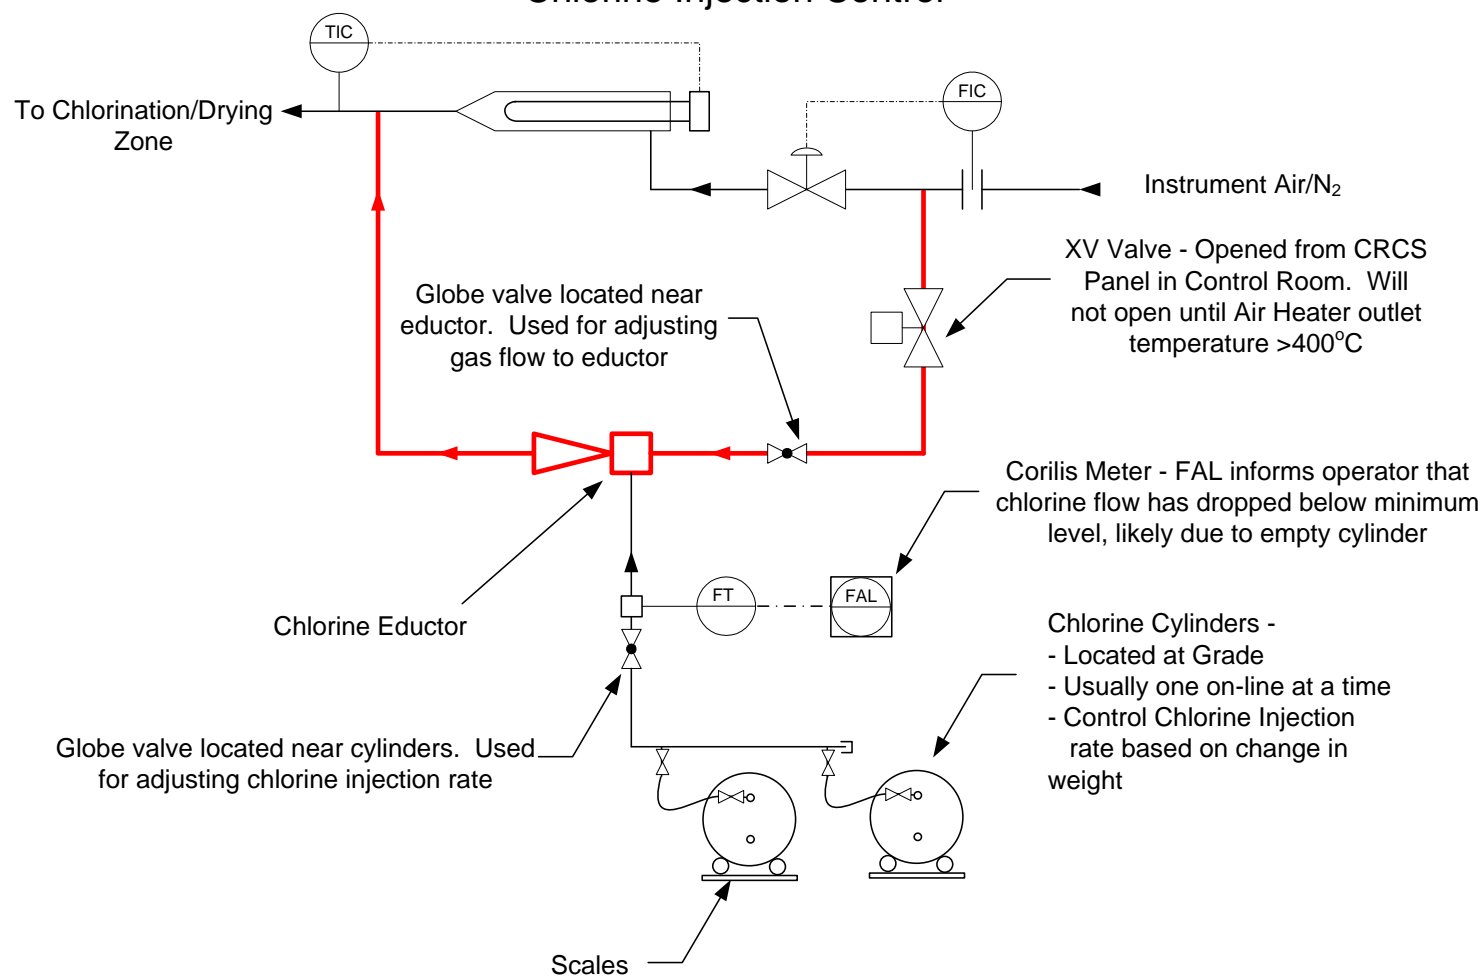 Chlorine Injection Control
TIC
FIC
To Chlorination/Drying
Zone
Instrument Air/N₂
XV Valve - Opened from CRCS
Panel in Control Room. Will
not open until Air Heater outlet
temperature >400°C
Globe valve located near
eductor. Used for adjusting
gas flow to eductor
Corilis Meter - FAL informs operator that
chlorine flow has dropped below minimum
level, likely due to empty cylinder
FT
FAL
Chlorine Eductor
Chlorine Cylinders -
- Located at Grade
- Usually one on-line at a time
- Control Chlorine Injection
rate based on change in
weight
Globe valve located near cylinders. Used
for adjusting chlorine injection rate
Scales